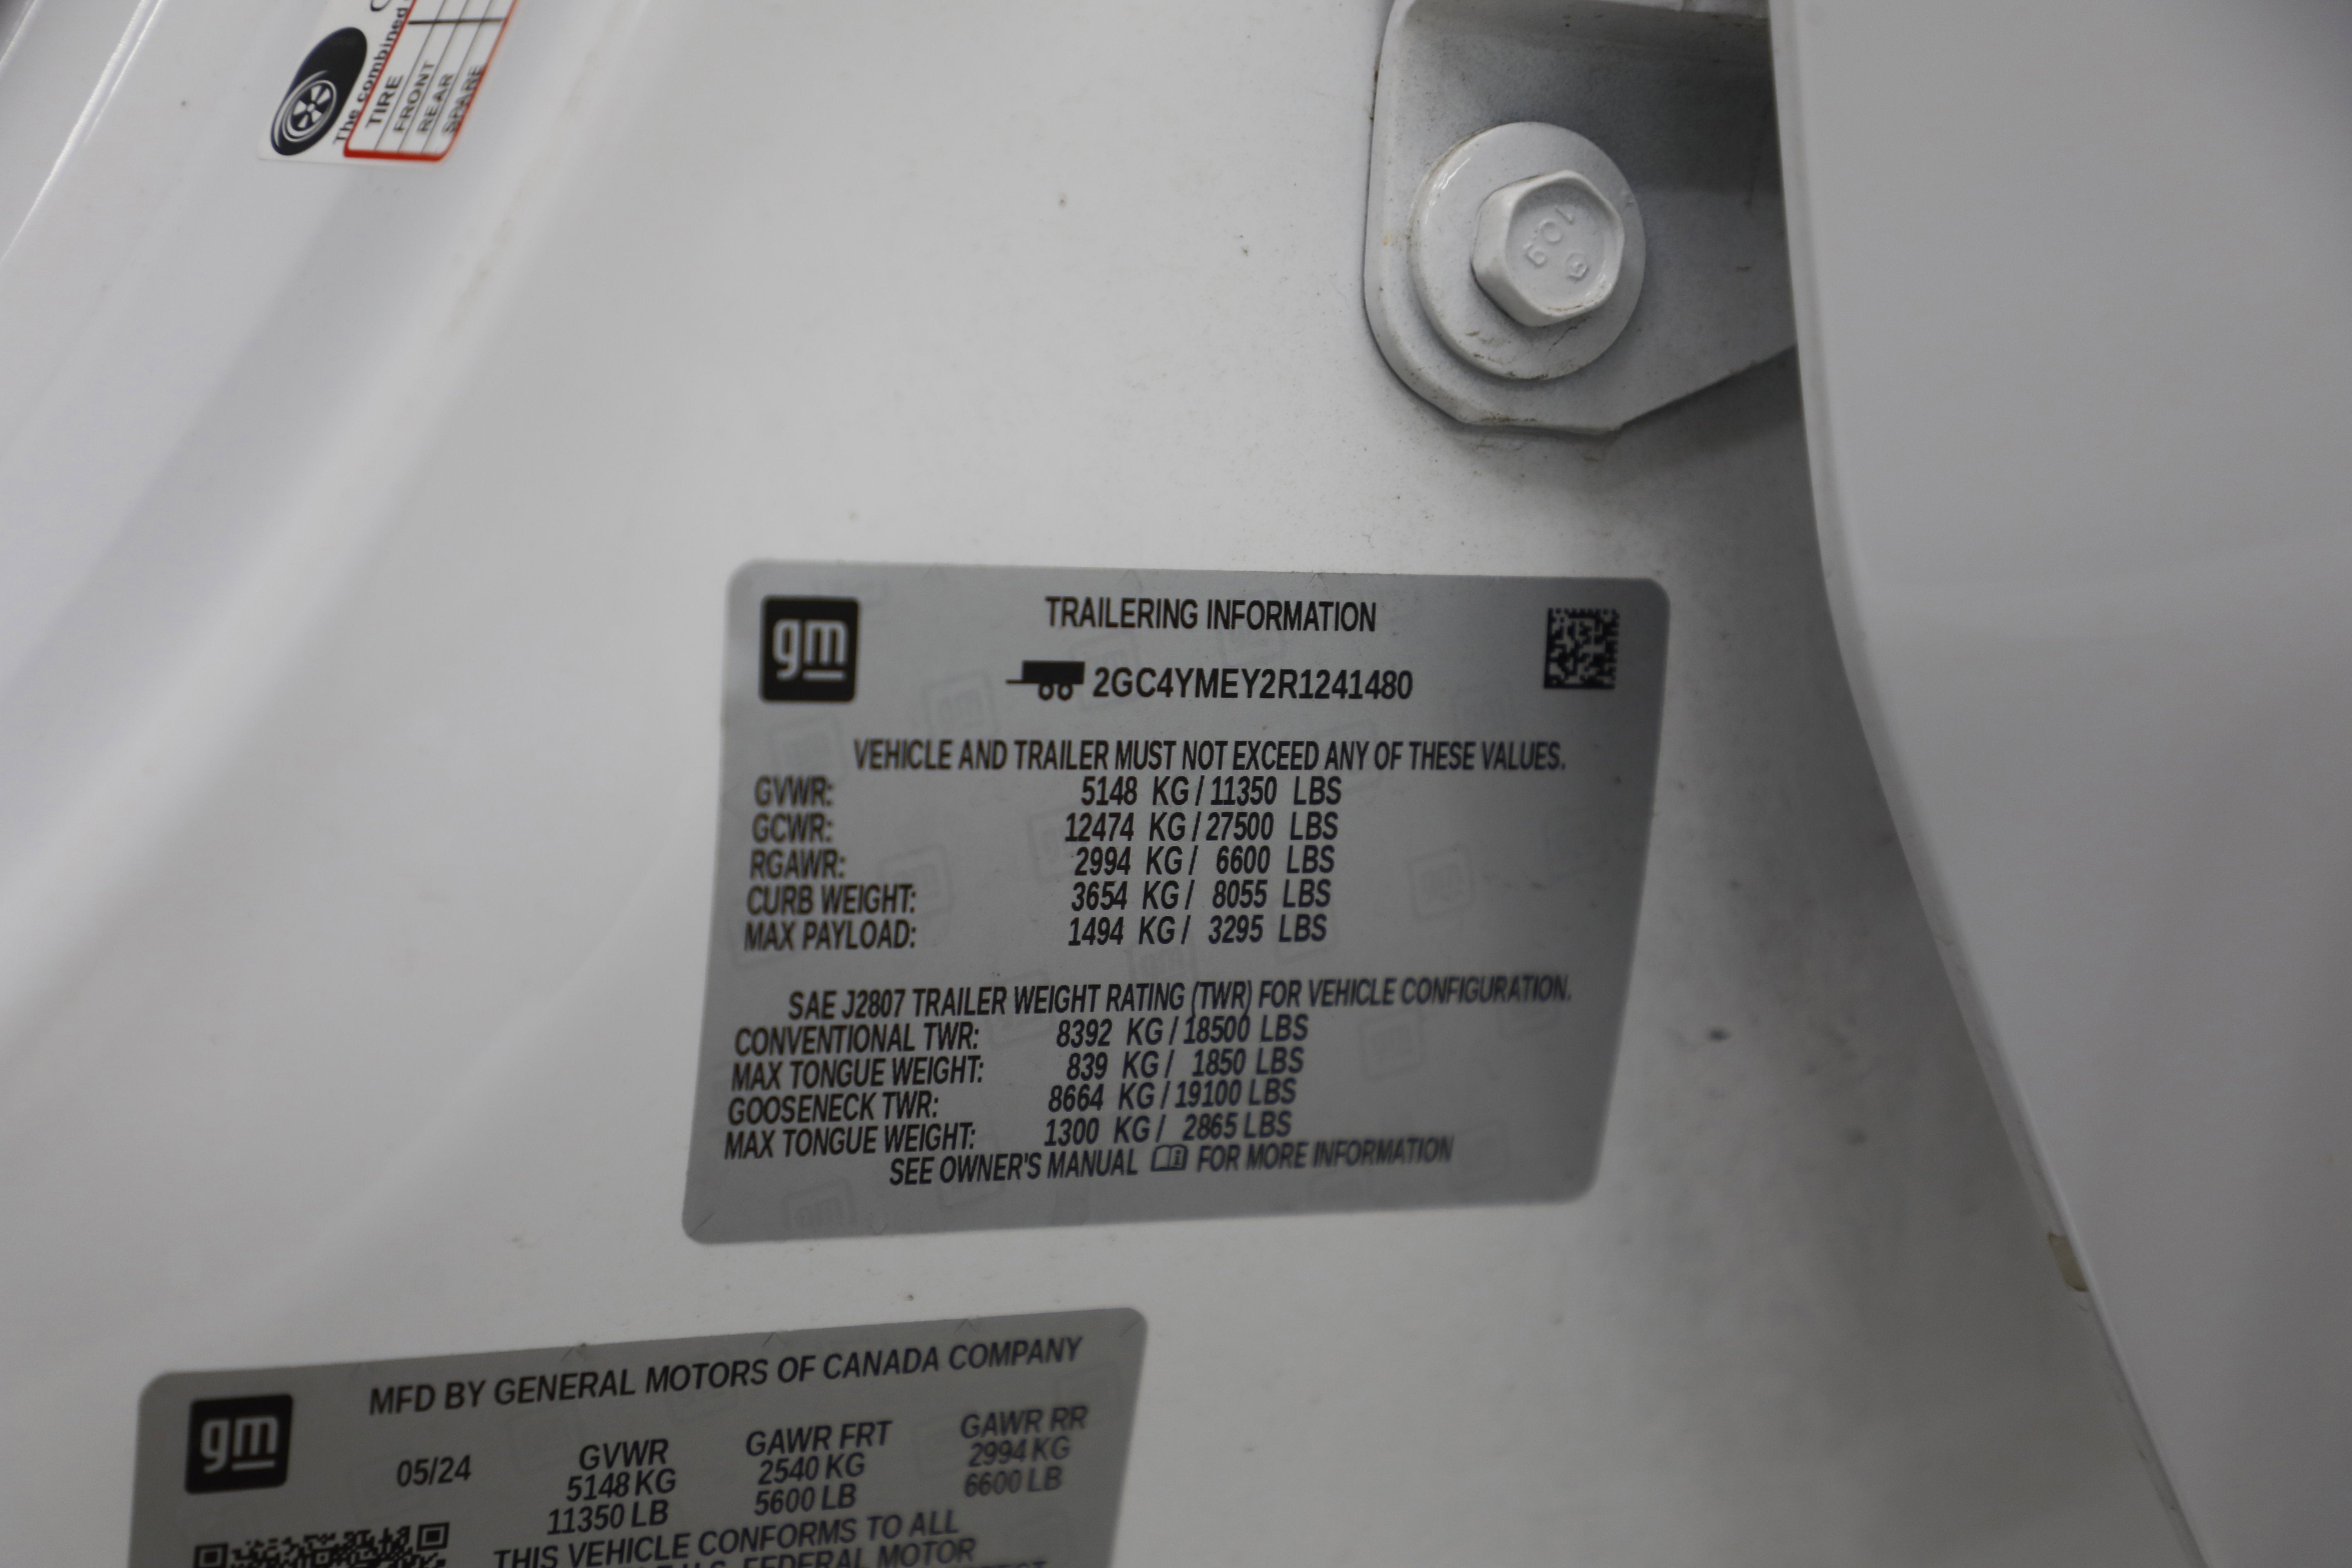 The combined
TIRE
FRONT
REAR
SPARE
10.9
gm
TRAILERING INFORMATION
2GC4YMEY2R1241480
VEHICLE AND TRAILER MUST NOT EXCEED ANY OF THESE VALUES.
GVWR: 5148 KG / 11350 LBS
GCWR: 12474 KG / 27500 LBS
RGAWR: 2994 KG / 6600 LBS
CURB WEIGHT: 3654 KG / 8055 LBS
MAX PAYLOAD: 1494 KG / 3295 LBS
SAE J2807 TRAILER WEIGHT RATING (TWR) FOR VEHICLE CONFIGURATION.
CONVENTIONAL TWR: 8392 KG / 18500 LBS
MAX TONGUE WEIGHT: 839 KG / 1850 LBS
GOOSENECK TWR: 8664 KG / 19100 LBS
MAX TONGUE WEIGHT: 1300 KG / 2865 LBS
SEE OWNER'S MANUAL FOR MORE INFORMATION
gm
MFD BY GENERAL MOTORS OF CANADA COMPANY
05/24 GVWR GAWR FRT GAWR RR
5148 KG 2540 KG 2994 KG
11350 LB 5600 LB 6600 LB
THIS VEHICLE CONFORMS TO ALL
U.S. FEDERAL MOTOR